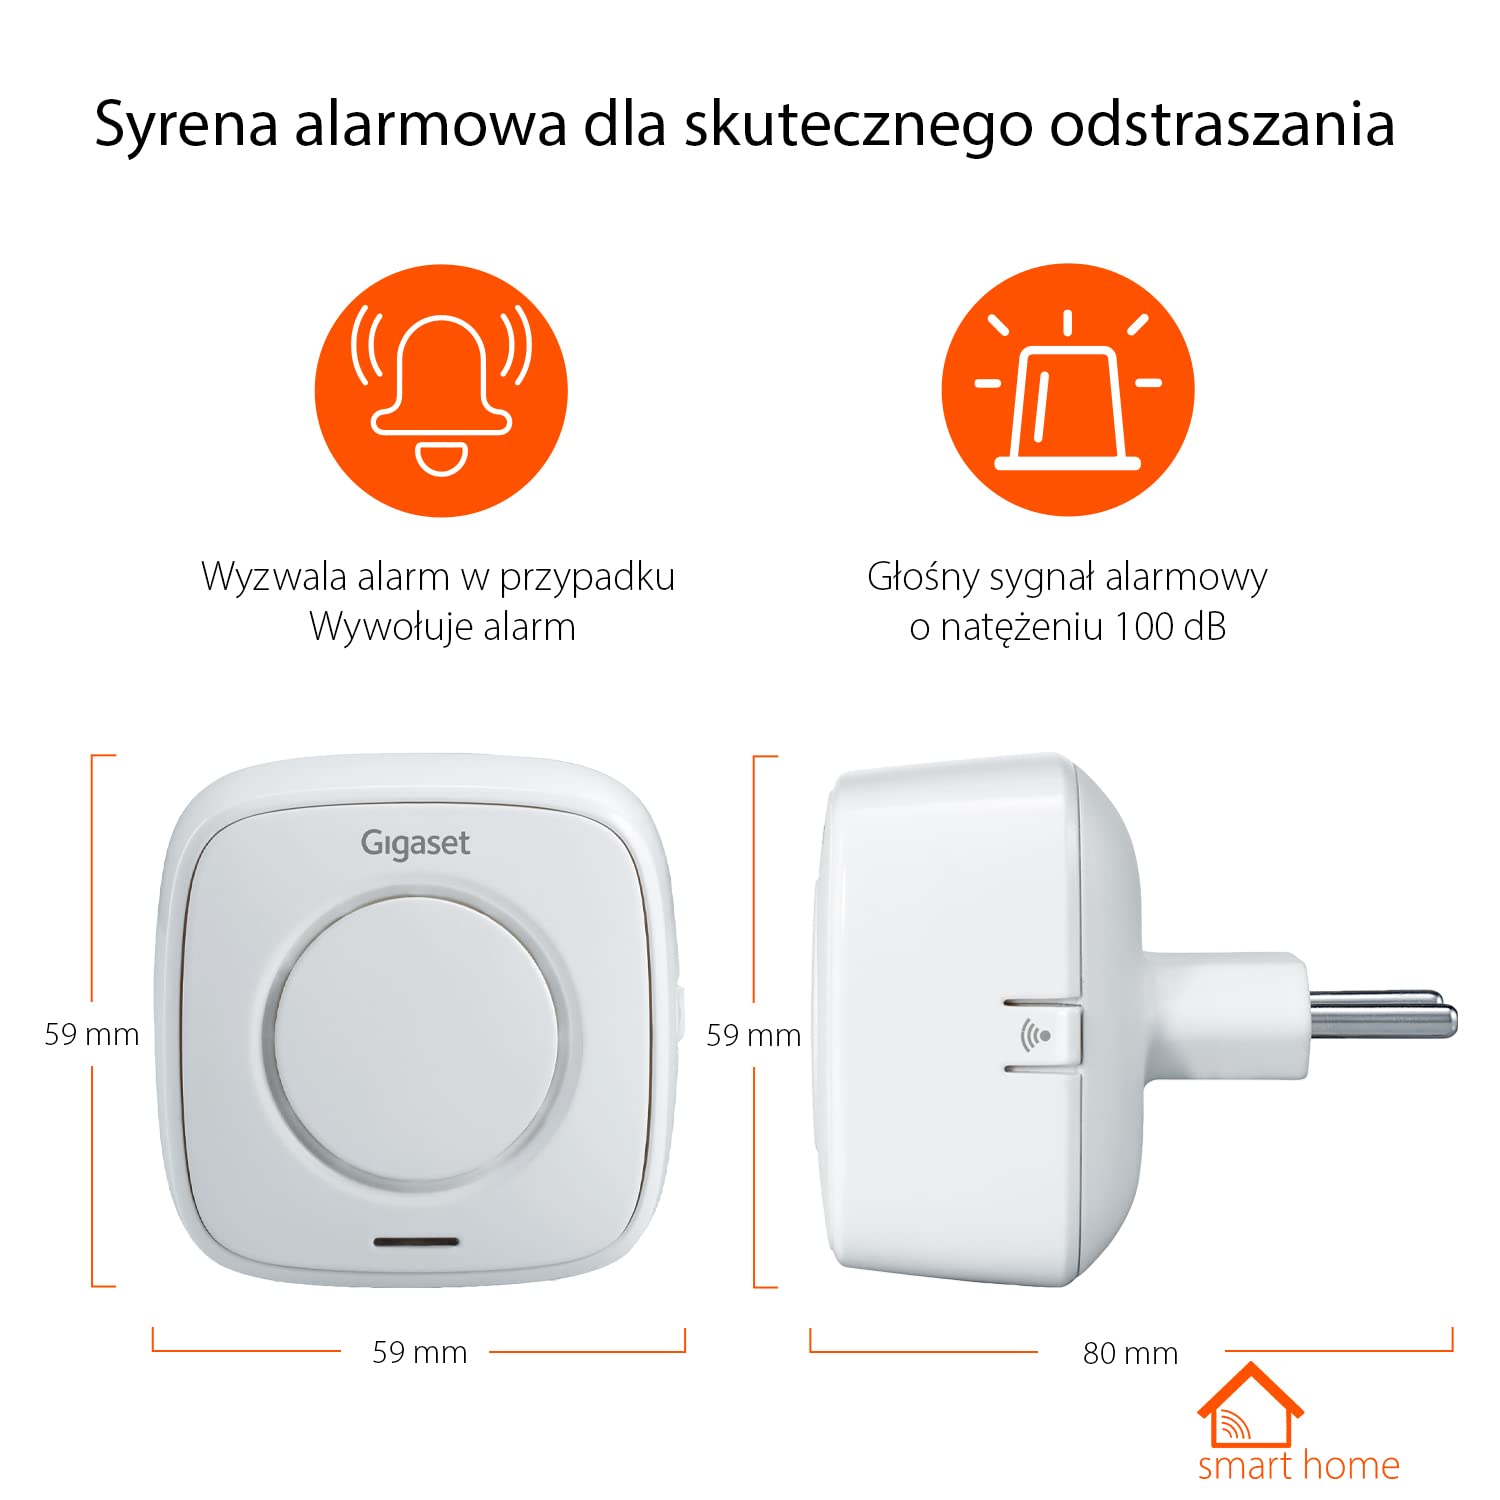 Syrena alarmowa dla skutecznego odstraszania
Wyzwala alarm w przypadku
Wywołuje alarm
Głośny sygnał alarmowy
o natężeniu 100 dB
Gigaset
59 mm
59 mm
59 mm
80 mm
smart home